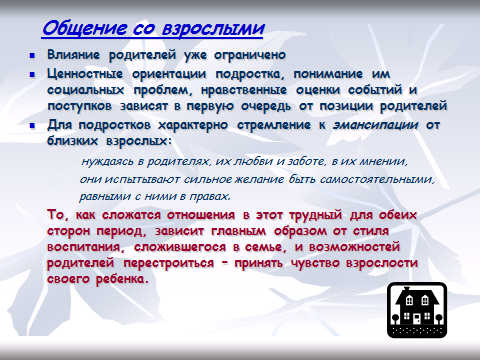 Общение со взрослыми
Влияние родителей уже ограничено
Ценностные ориентации подростка, понимание им
социальных проблем, нравственные оценки событий и
поступков зависят в первую очередь от позиции родителей
Для подростков характерно стремление к эмансипации от
близких взрослых:
нуждаясь в родителях, их любви и заботе, в их мнении,
они испытывают сильное желание быть самостоятельными,
равными с ними в правах.
То, как сложатся отношения в этот трудный для обеих
сторон период, зависит главным образом от стиля
воспитания, сложившегося в семье, и возможностей
родителей перестроиться – принять чувство взрослости
своего ребенка.